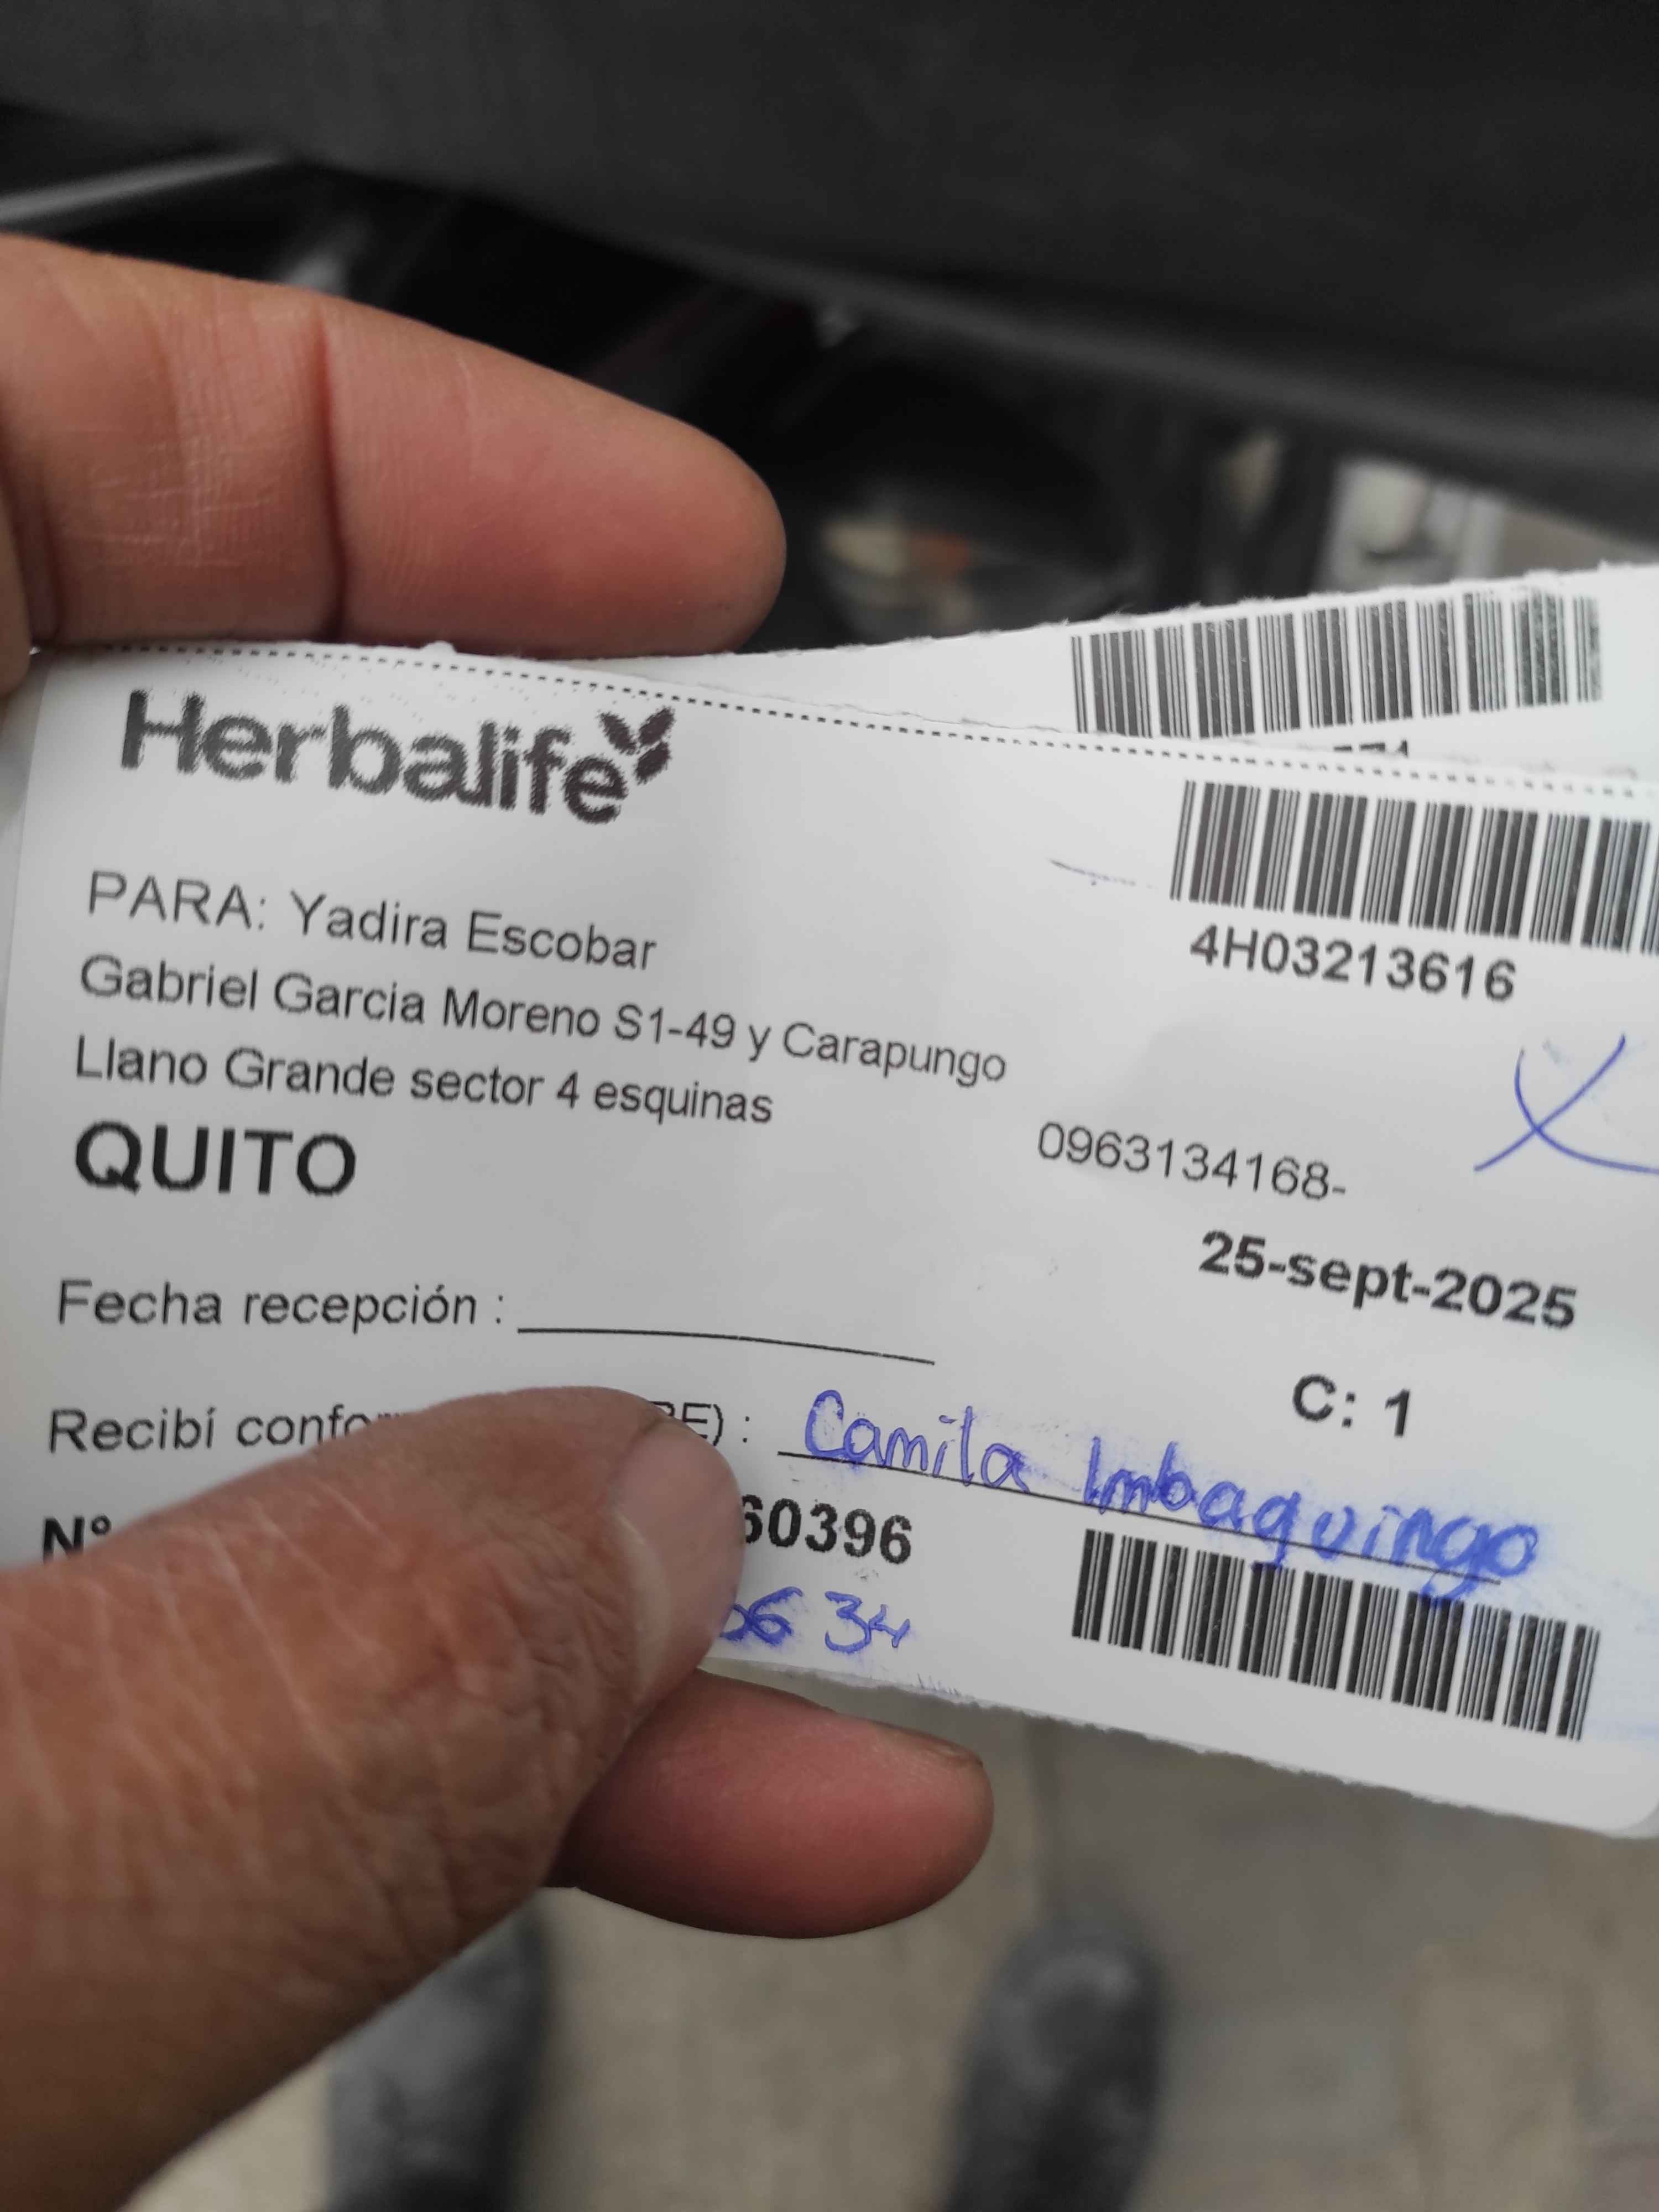 Herbalife
4H03213616
PARA: Yadira Escobar
Gabriel Garcia Moreno S1-49 y Carapungo
Llano Grande sector 4 esquinas
QUITO
0963134168-
25-sept-2025
Fecha recepción :
C: 1
Recibí : Camila Imbaquingo
N° 60396
34